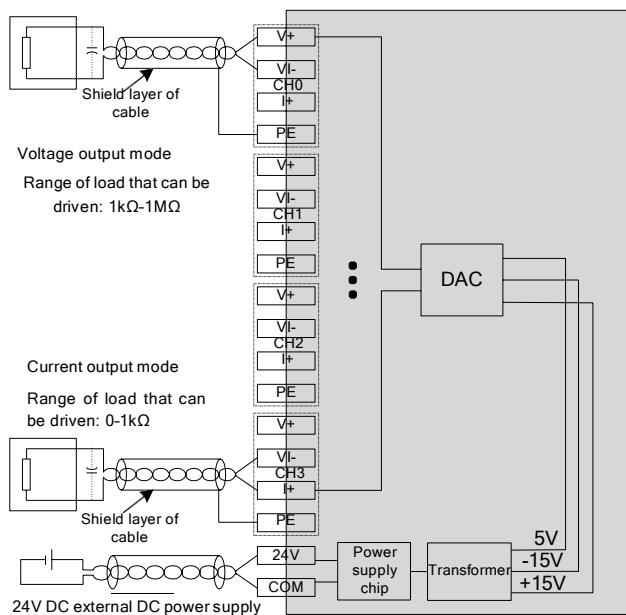 V+
VI-
CH0
I+
PE
Shield layer of
cable
Voltage output mode
Range of load that can be
driven: 1kΩ-1MΩ
V+
VI-
CH1
I+
PE
DAC
V+
VI-
CH2
I+
PE
Current output mode
Range of load that can
be driven: 0-1kΩ
V+
VI-
CH3
I+
PE
Shield layer of
cable
24V
COM
Power
supply
chip
Transformer
5V
-15V
+15V
24V DC external DC power supply